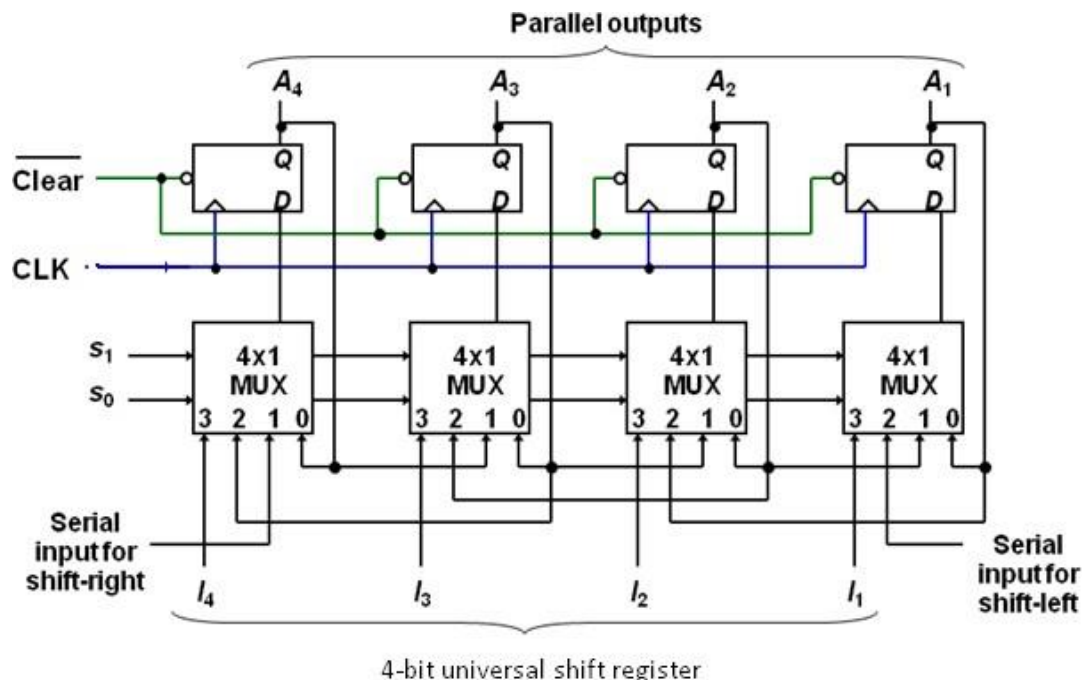 Parallel outputs
A4 A3 A2 A1
Q Q Q Q
Clear
D D D D
CLK
s1
4x1 4x1 4x1 4x1
MUX MUX MUX MUX
s0
3 2 1 0 3 2 1 0 3 2 1 0 3 2 1 0
Serial
input for
shift-right
Serial
input for
shift-left
I4 I3 I2 I1
4-bit universal shift register